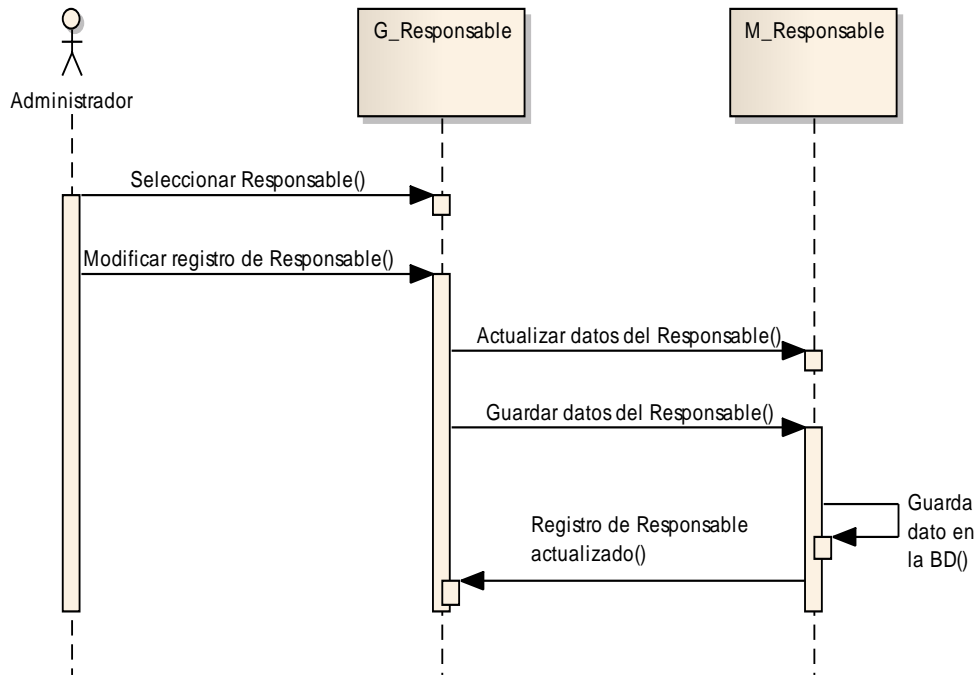 G_Responsable
M_Responsable
Administrador
Seleccionar Responsable()
Modificar registro de Responsable()
Actualizar datos del Responsable()
Guardar datos del Responsable()
Guarda
dato en
la BD()
Registro de Responsable
actualizado()